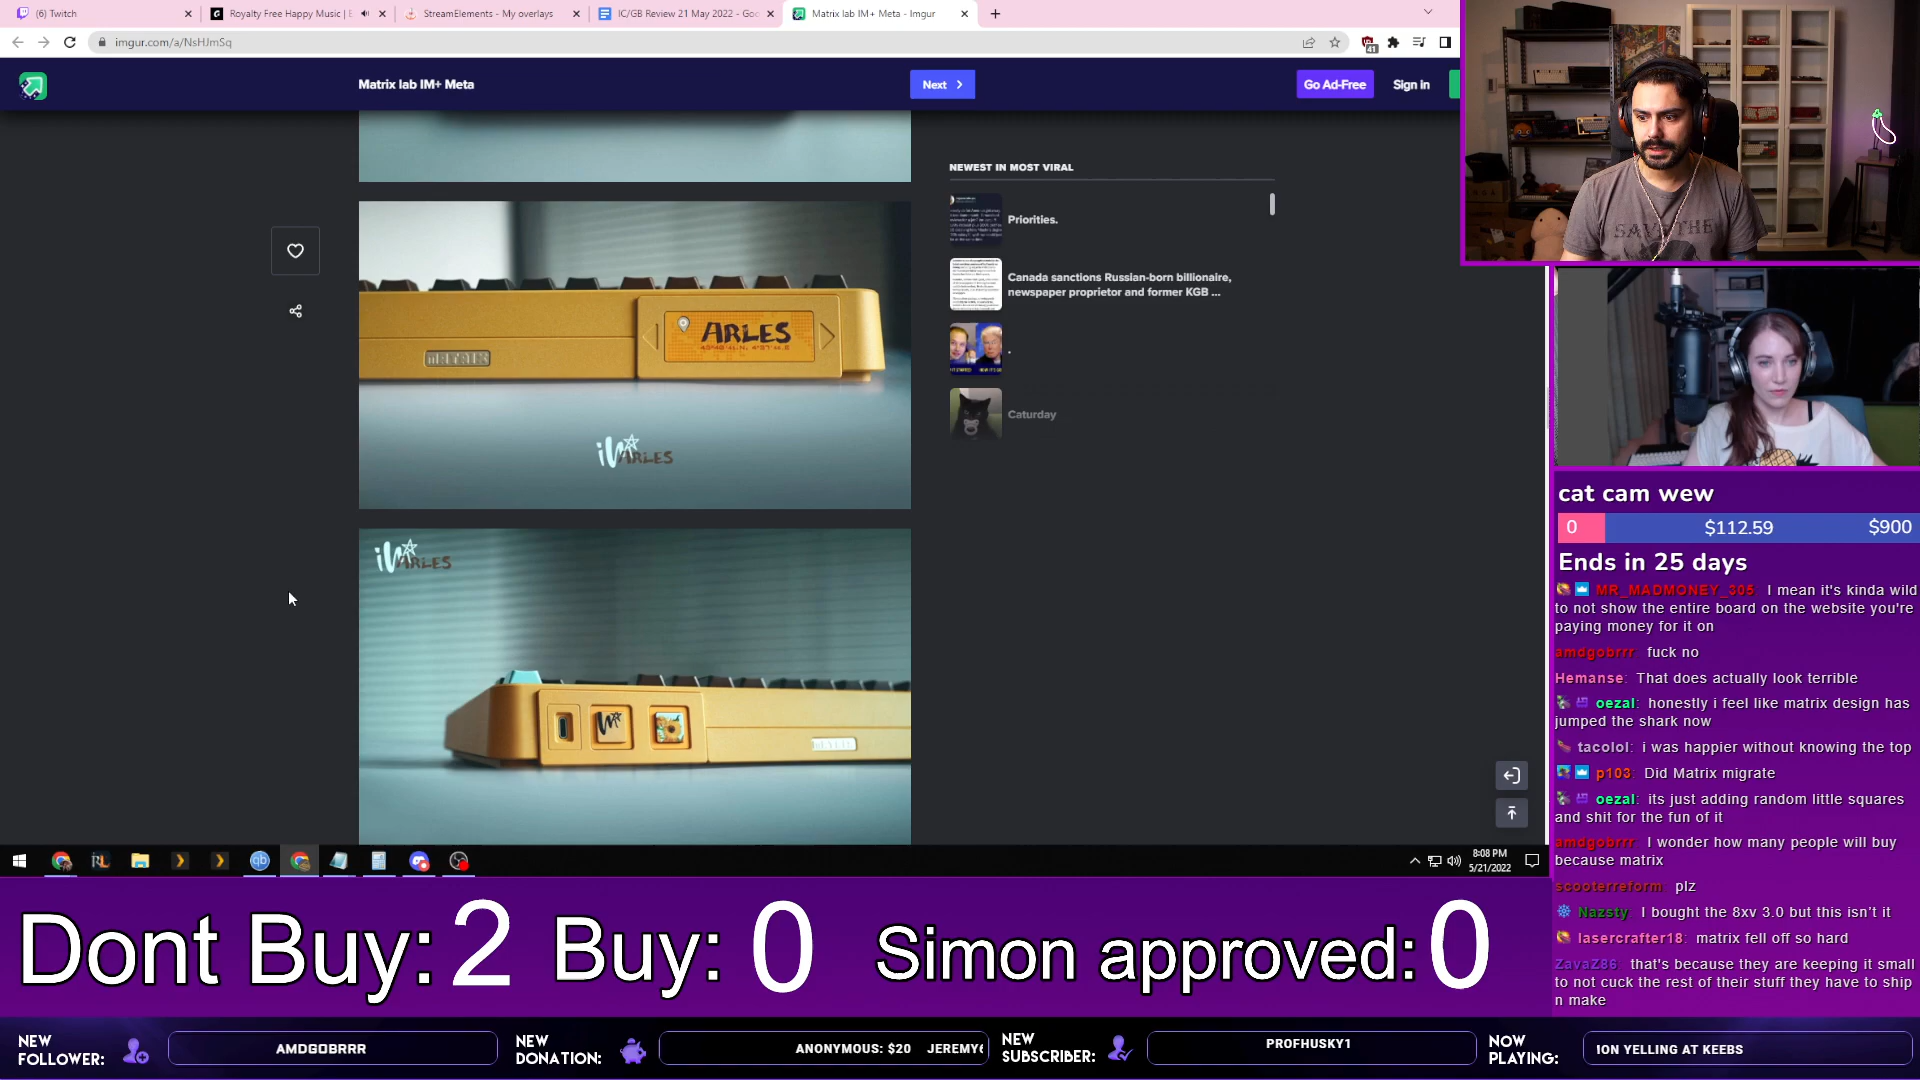 (6) Twitch
Royalty Free Happy Music | E
StreamElements - My overlays
IC/GB Review 21 May 2022 - Goo
Matrix lab IM+ Meta - Imgur
imgur.com/a/NsHJmSq
41
Matrix lab IM+ Meta
Next
Go Ad-Free
Sign in
NEWEST IN MOST VIRAL
Priorities.
Canada sanctions Russian-born billionaire,
newspaper proprietor and former KGB ...
.
Caturday
MATRIX
ARLES
ARLES
ARLES
MATRIX
SAVE THE
8:08 PM
5/21/2022
cat cam wew
0 $112.59 $900
Ends in 25 days
MR_MADMONEY_305: I mean it's kinda wild
to not show the entire board on the website you're
paying money for it on
amdgobrrr: fuck no
Hemanse: That does actually look terrible
oezal: honestly i feel like matrix design has
jumped the shark now
tacolol: i was happier without knowing the top
p103: Did Matrix migrate
oezal: its just adding random little squares
and shit for the fun of it
amdgobrrr: I wonder how many people will buy
because matrix
scooterreform: plz
Nazsty: I bought the 8xv 3.0 but this isn't it
lasercrafter18: matrix fell off so hard
ZavaZ86: that's because they are keeping it small
to not cuck the rest of their stuff they have to ship
n make
Dont Buy: 2 Buy: 0 Simon approved: 0
NEW
FOLLOWER:
AMDGOBRRR
NEW
DONATION:
ANONYMOUS: $20 JEREMY
NEW
SUBSCRIBER:
PROFHUSKY1
NOW
PLAYING:
ION YELLING AT KEEBS